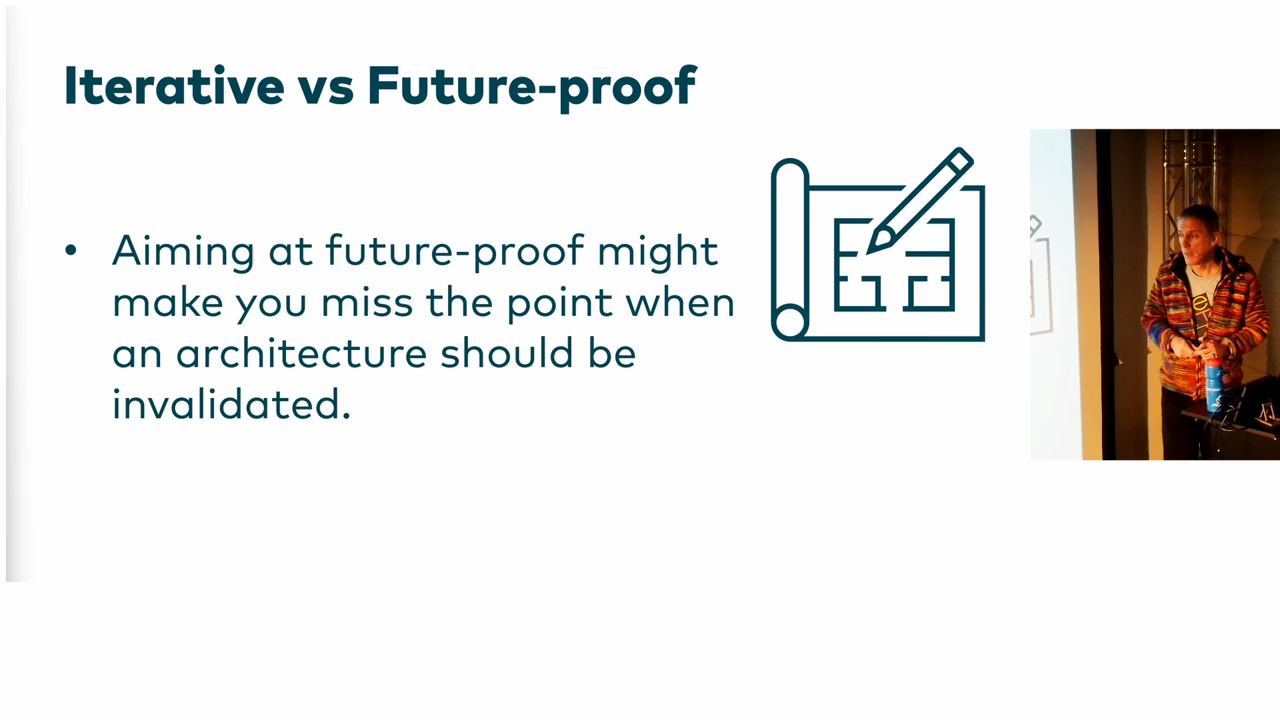 Iterative vs Future-proof
• Aiming at future-proof might
make you miss the point when
an architecture should be
invalidated.